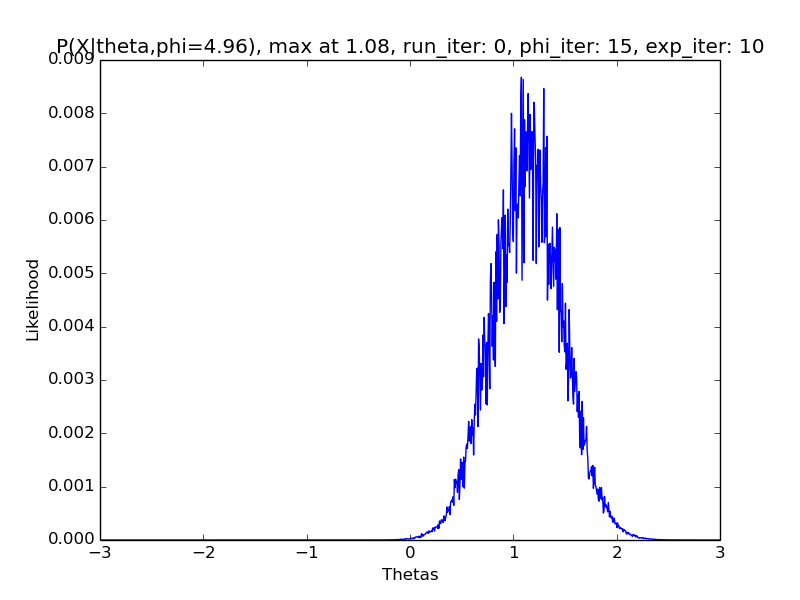 P(X|theta,phi=4.96), max at 1.08, run_iter: 0, phi_iter: 15, exp_iter: 10
0.009
0.008
0.007
0.006
0.005
0.004
0.003
0.002
0.001
0.000
Likelihood
−3 −2 −1 0 1 2 3
Thetas